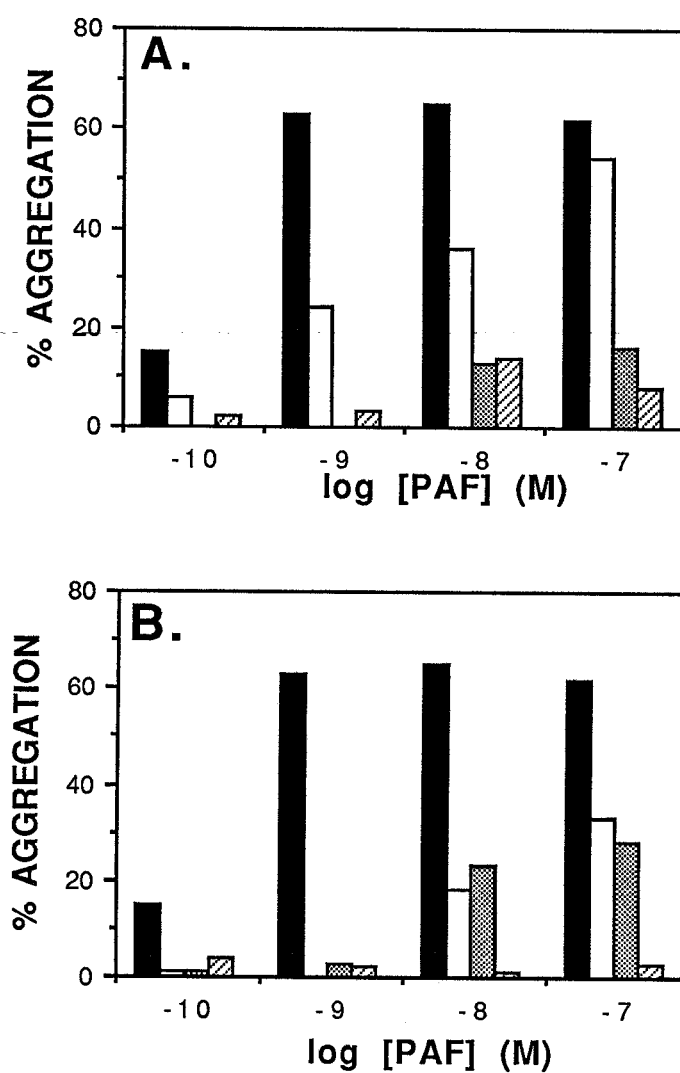 80
A.
60
40
20
0
% AGGREGATION
-10 -9 -8 -7
log [PAF] (M)
80
B.
60
40
20
0
% AGGREGATION
-10 -9 -8 -7
log [PAF] (M)